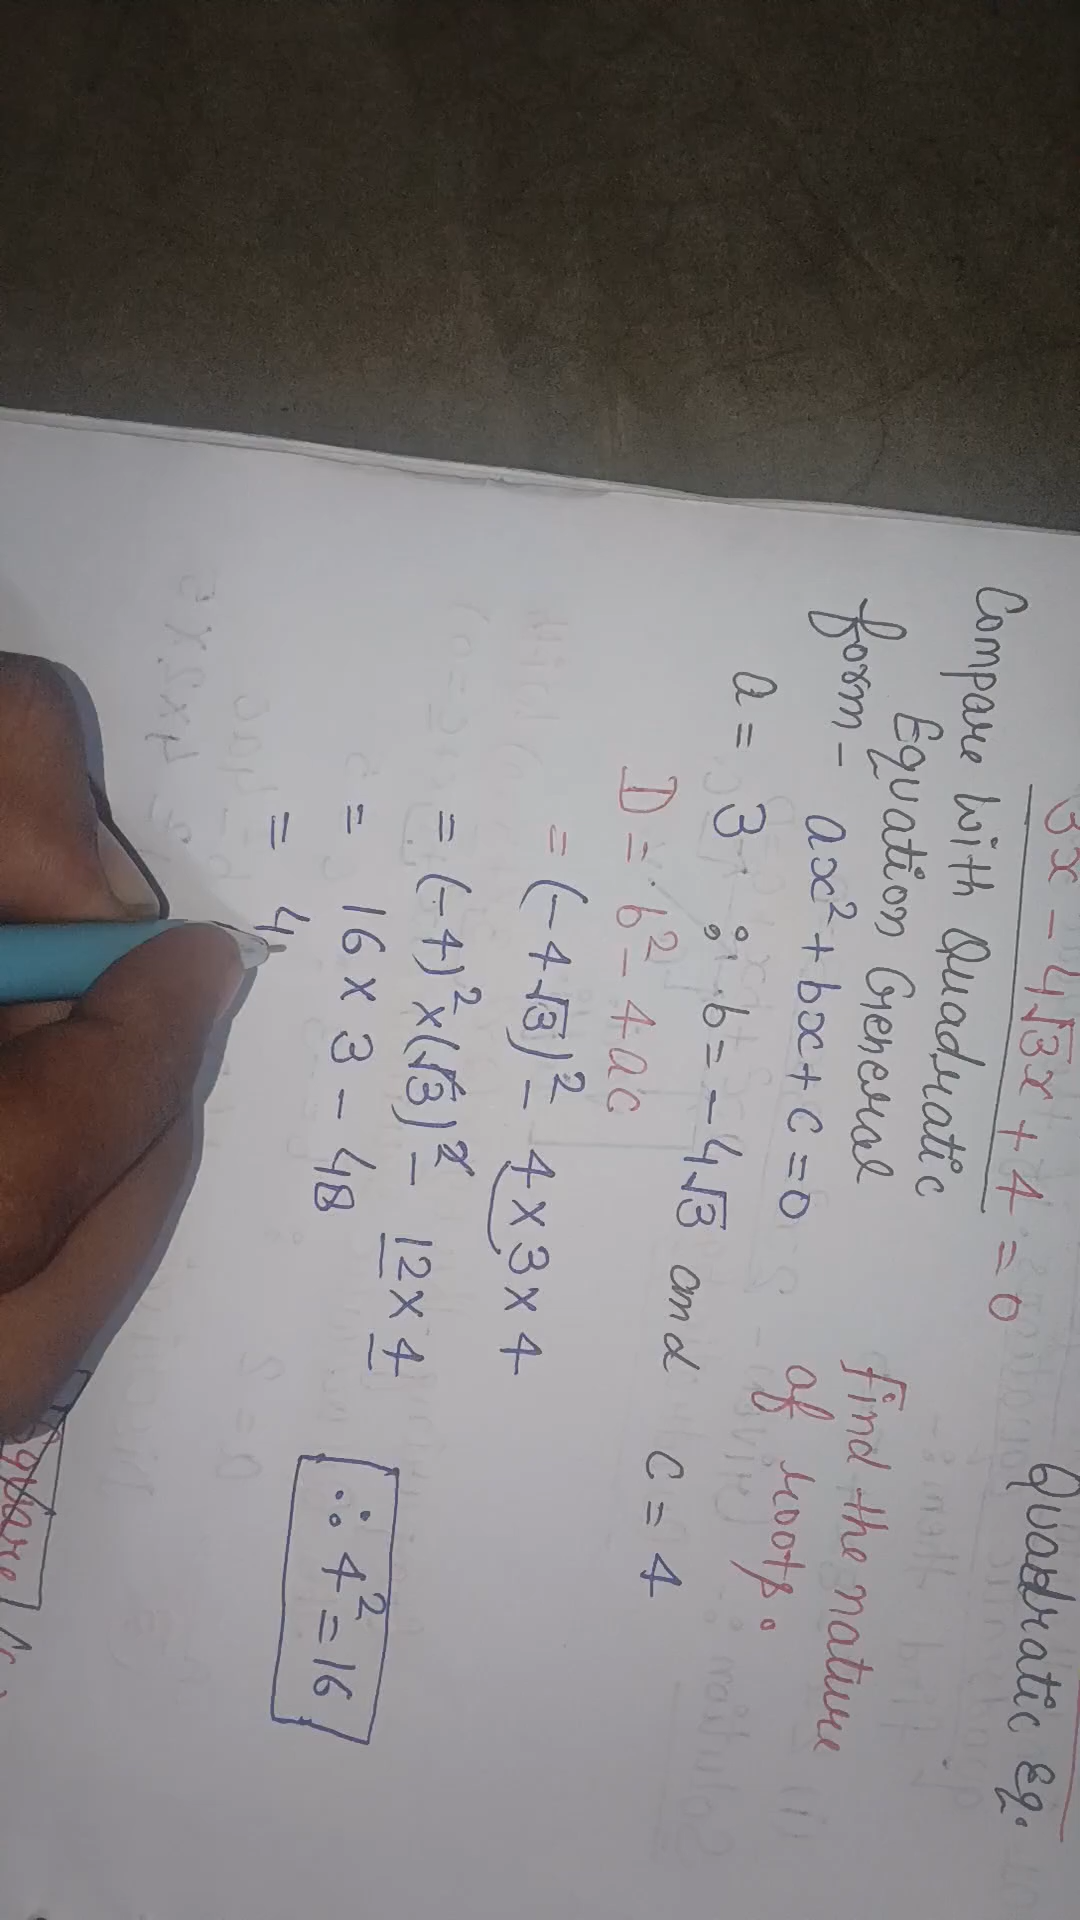 Quadratic Eq.
3x - 4√3x + 4 = 0
Find the nature
of roots.
Compare with Quadratic
Equation General
form - ax² + bx + c = 0
a = 3 ; b = - 4√3 and c = 4
D = b² - 4ac
= (-4√3)² - 4 x 3 x 4
= (-4)² x (√3)² - 12 x 4
= 16 x 3 - 48
∴ 4² = 16
= 4
square